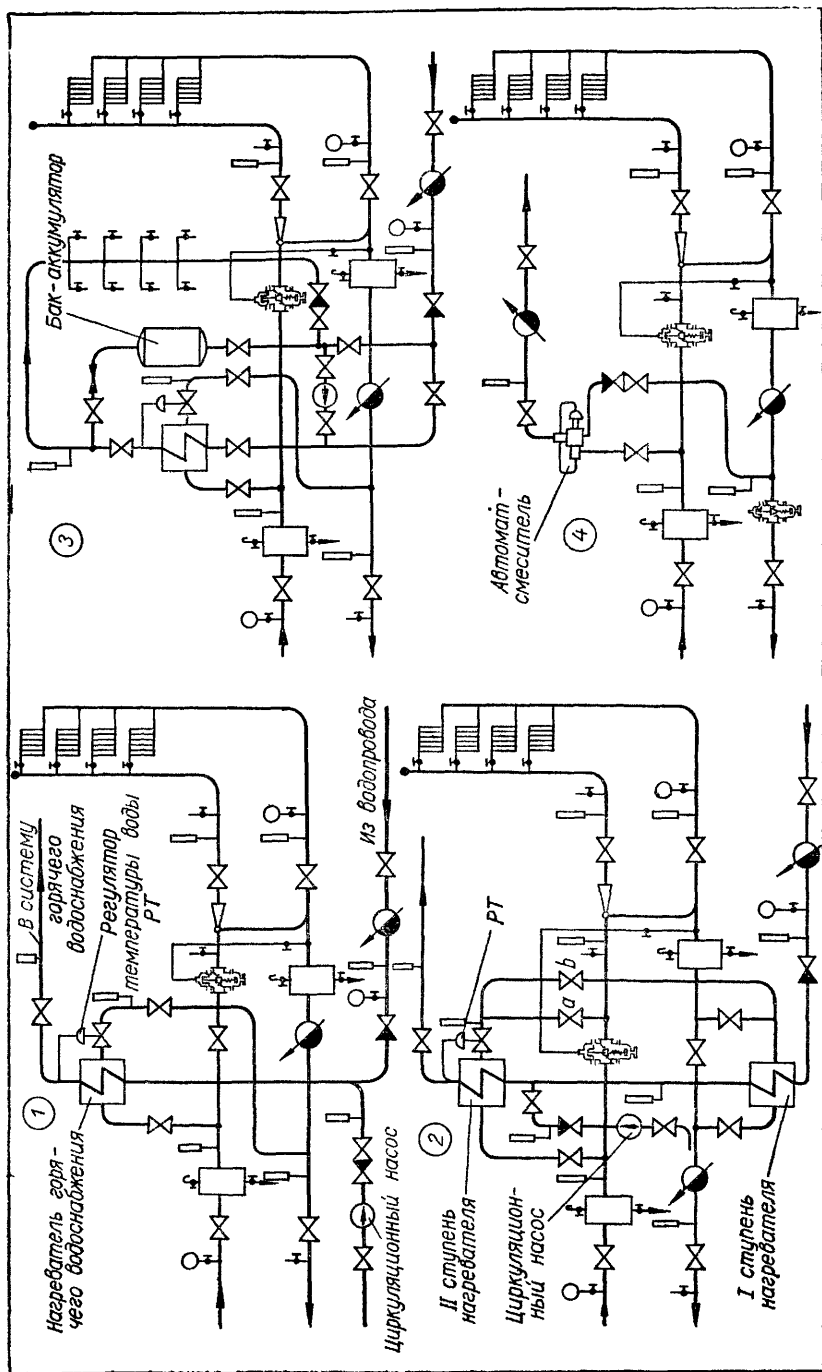 1
Нагреватель горя-
чего водоснабжения
В систему
горячего
водоснабжения
Регулятор
температуры воды
РТ
Из водопровода
Циркуляционный насос
2
II ступень
нагревателя
Циркуляцион-
ный насос
РТ
a
b
I ступень
нагревателя
3
Бак-аккумулятор
4
Автомат-
смеситель